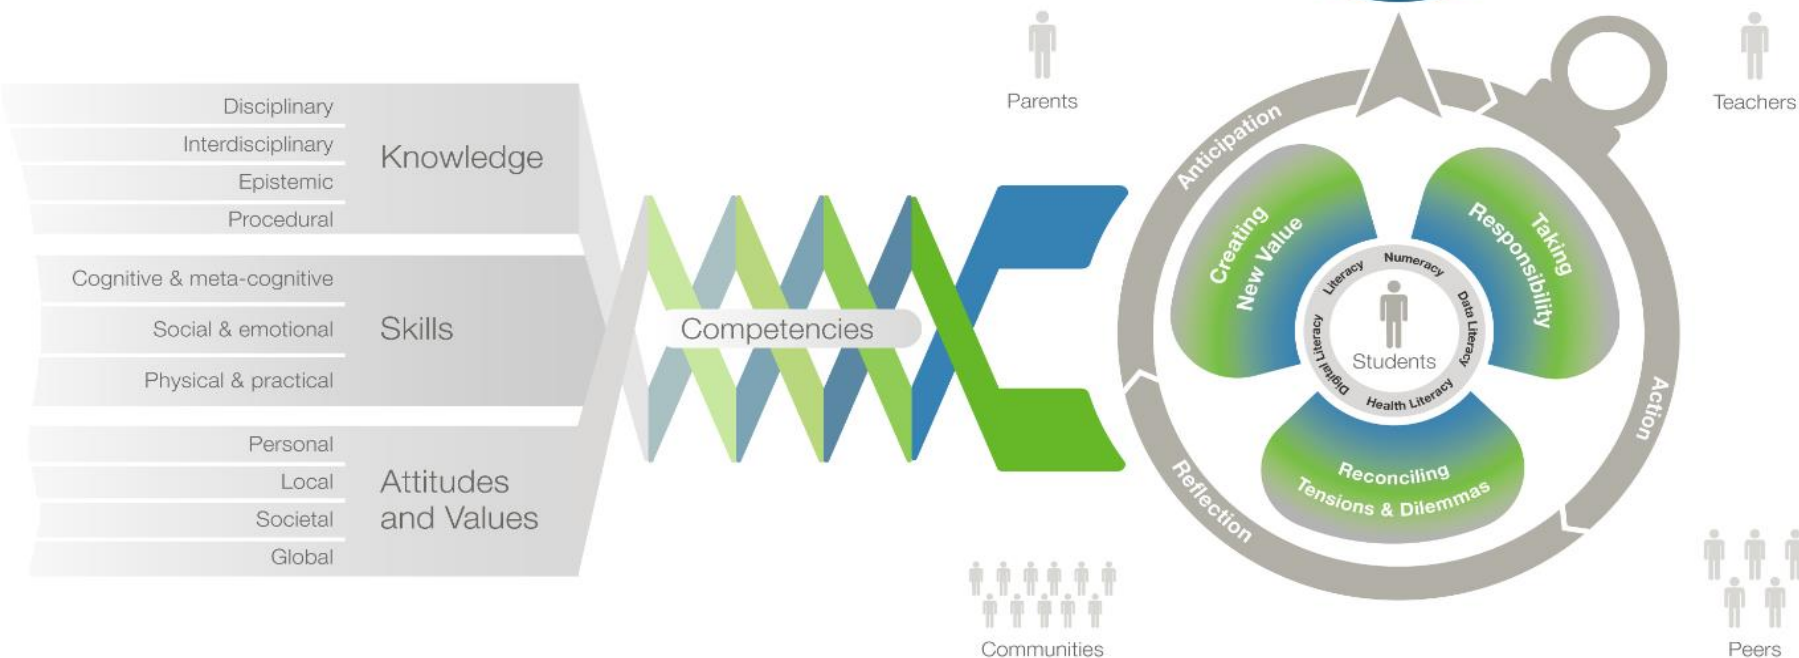 Disciplinary
Interdisciplinary
Epistemic
Procedural
Knowledge
Cognitive & meta-cognitive
Social & emotional
Physical & practical
Skills
Personal
Local
Societal
Global
Attitudes
and Values
Competencies
Parents
Teachers
Communities
Peers
Anticipation
Action
Reflection
Creating
New Value
Taking
Responsibility
Reconciling
Tensions & Dilemmas
Literacy
Numeracy
Data Literacy
Health Literacy
Digital Literacy
Students